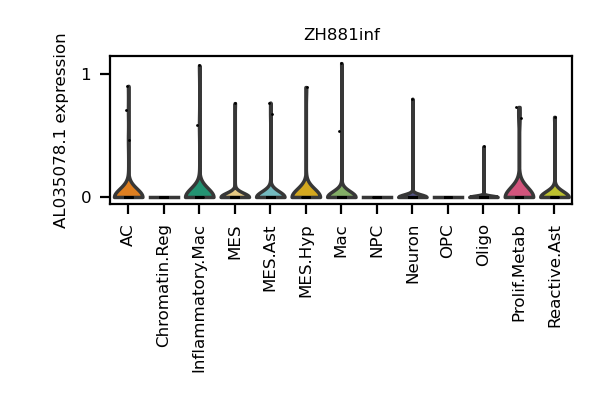 ZH881inf
AL035078.1 expression
1
0
AC
Chromatin.Reg
Inflammatory.Mac
MES
MES.Ast
MES.Hyp
Mac
NPC
Neuron
OPC
Oligo
Prolif.Metab
Reactive.Ast